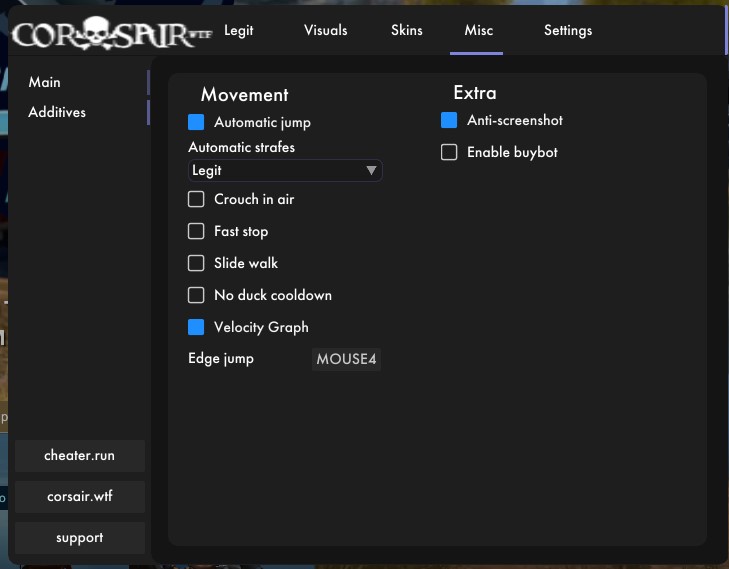 CORSAIR WTF
Legit
Visuals
Skins
Misc
Settings
Main
Additives
cheater.run
corsair.wtf
support
Movement
Automatic jump
Automatic strafes
Legit
Crouch in air
Fast stop
Slide walk
No duck cooldown
Velocity Graph
Edge jump MOUSE4
Extra
Anti-screenshot
Enable buybot